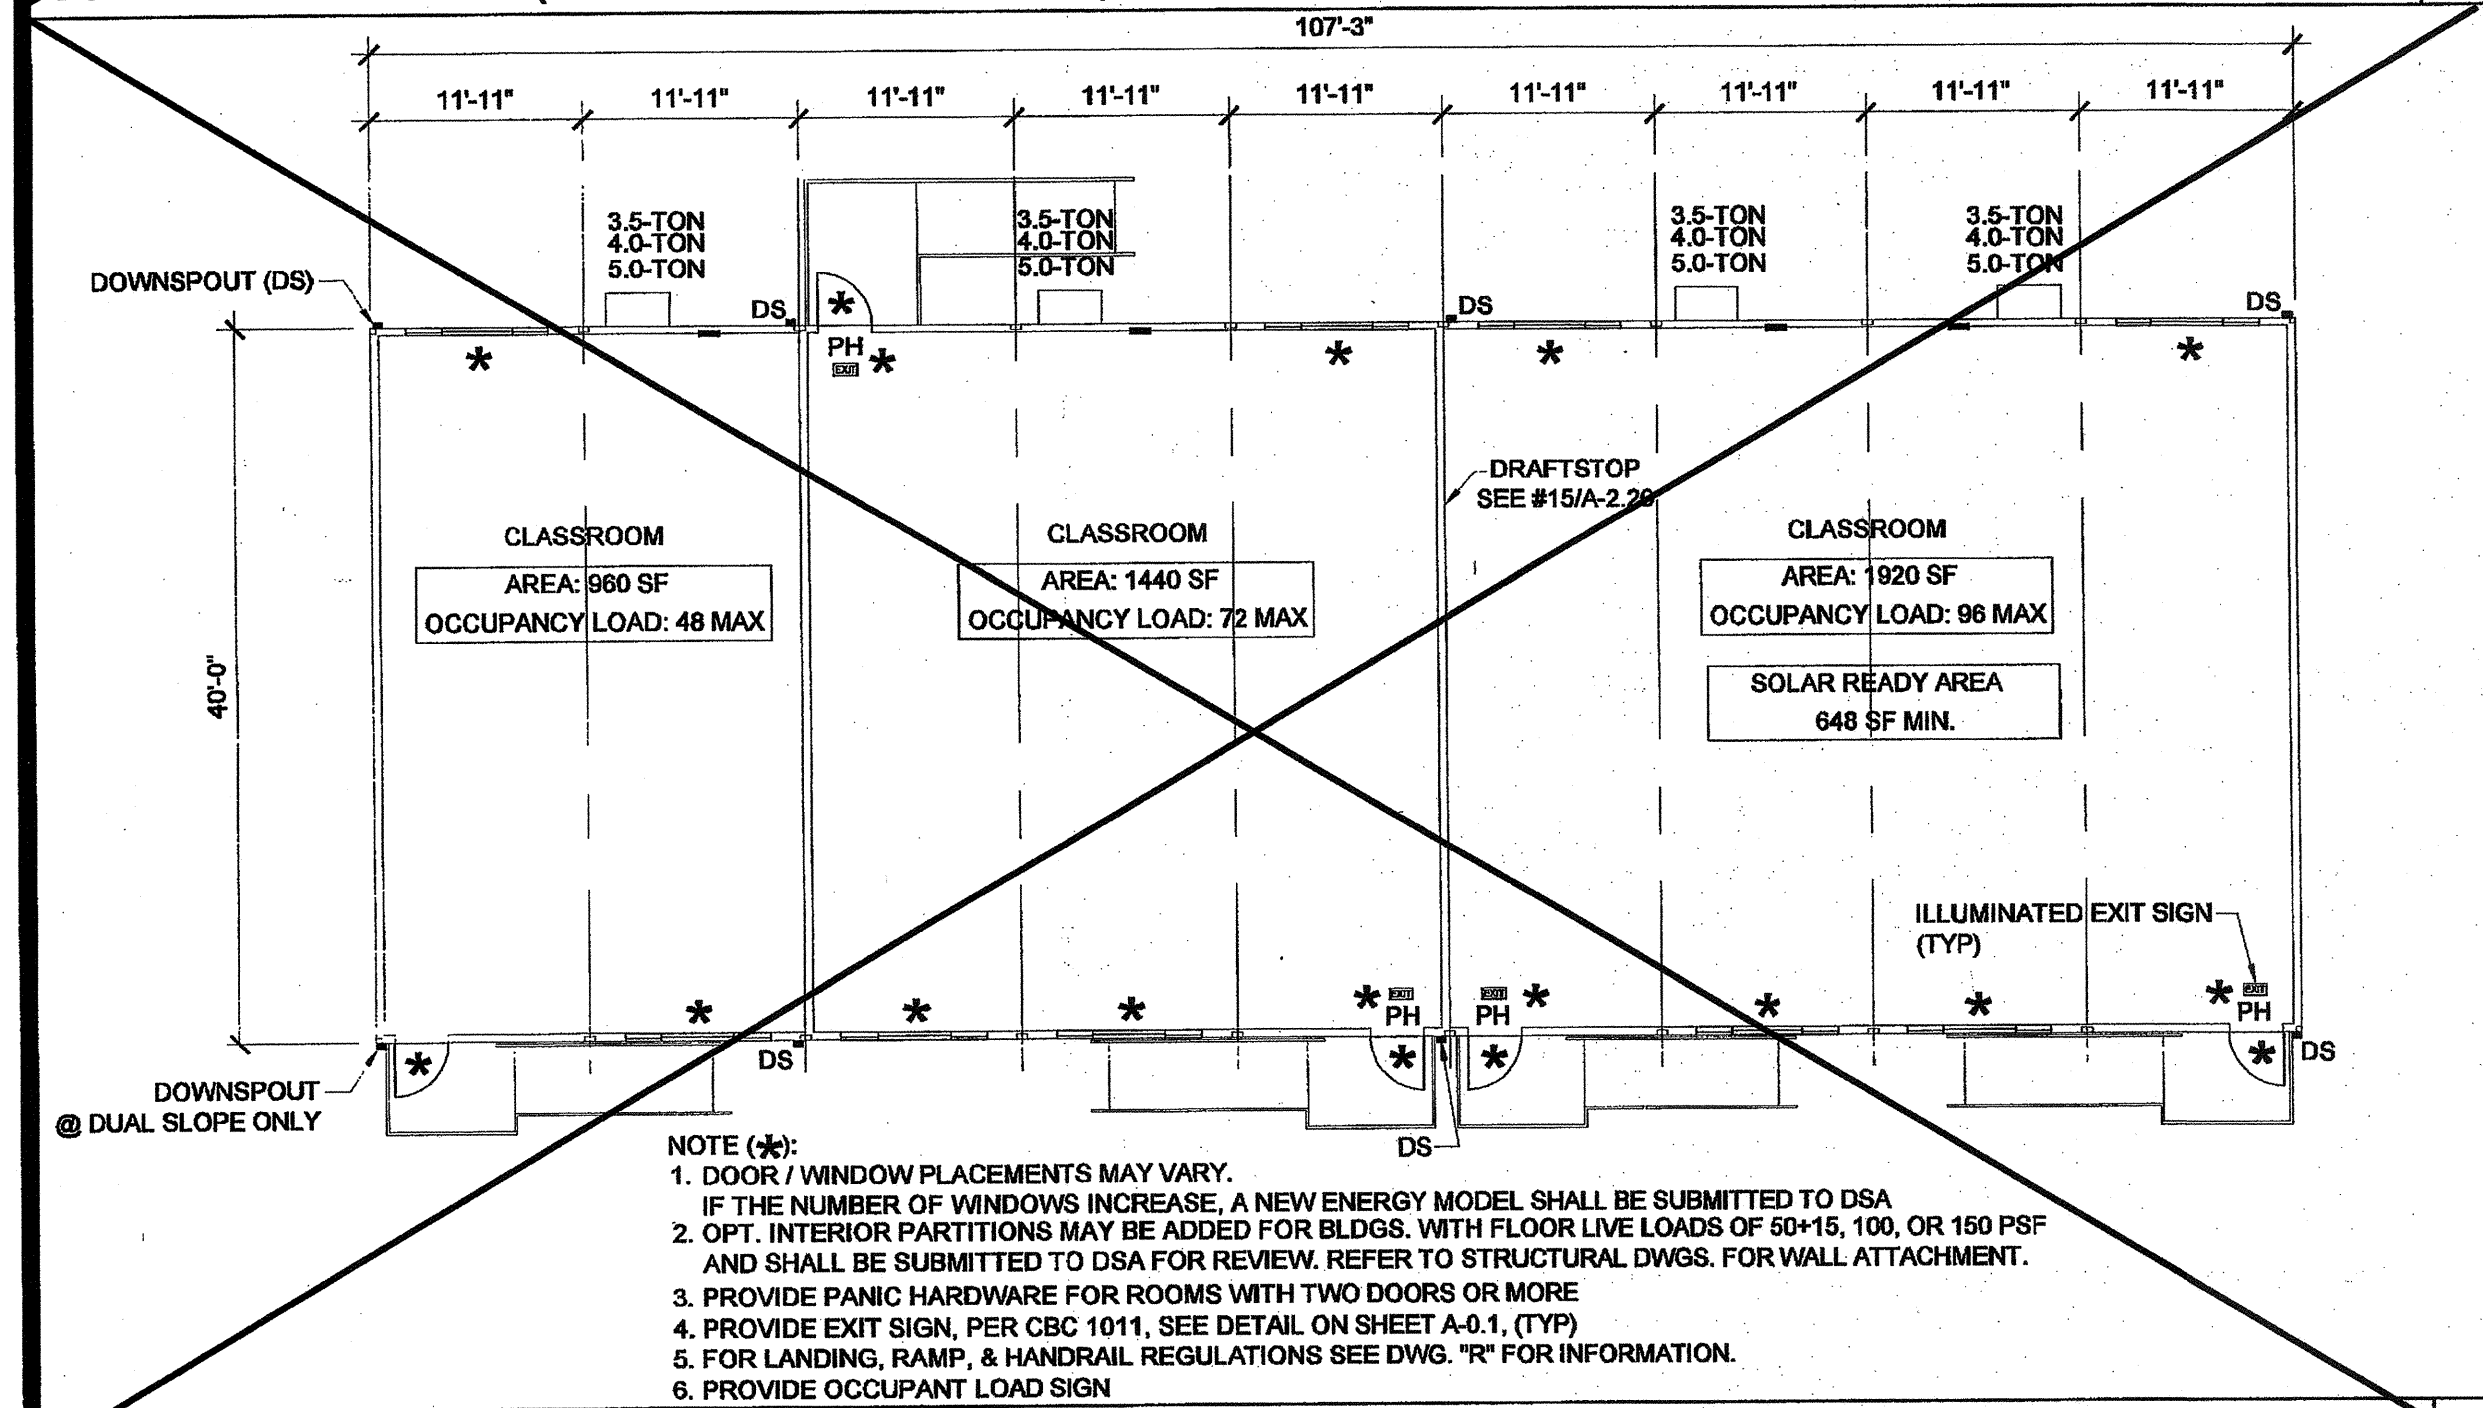 107'-3"
11'-11" 11'-11" 11'-11" 11'-11" 11'-11" 11'-11" 11'-11" 11'-11" 11'-11"
3.5-TON
4.0-TON
5.0-TON
3.5-TON
4.0-TON
5.0-TON
3.5-TON
4.0-TON
5.0-TON
3.5-TON
4.0-TON
5.0-TON
DOWNSPOUT (DS)
DS
DS
DS
*
PH
EXIT
*
*
*
*
*
DRAFTSTOP
SEE #15/A-2.20
CLASSROOM
AREA: 960 SF
OCCUPANCY LOAD: 48 MAX
CLASSROOM
AREA: 1440 SF
OCCUPANCY LOAD: 72 MAX
CLASSROOM
AREA: 1920 SF
OCCUPANCY LOAD: 96 MAX
SOLAR READY AREA
648 SF MIN.
40'-0"
ILLUMINATED EXIT SIGN
(TYP)
*
*
*
* EXIT
PH
EXIT *
PH
*
*
* EXIT
PH
*
DS
*
*
*
DS
DOWNSPOUT
@ DUAL SLOPE ONLY
DS
NOTE (*):
1. DOOR / WINDOW PLACEMENTS MAY VARY.
IF THE NUMBER OF WINDOWS INCREASE, A NEW ENERGY MODEL SHALL BE SUBMITTED TO DSA
2. OPT. INTERIOR PARTITIONS MAY BE ADDED FOR BLDGS. WITH FLOOR LIVE LOADS OF 50+15, 100, OR 150 PSF
AND SHALL BE SUBMITTED TO DSA FOR REVIEW. REFER TO STRUCTURAL DWGS. FOR WALL ATTACHMENT.
3. PROVIDE PANIC HARDWARE FOR ROOMS WITH TWO DOORS OR MORE
4. PROVIDE EXIT SIGN, PER CBC 1011, SEE DETAIL ON SHEET A-0.1, (TYP)
5. FOR LANDING, RAMP, & HANDRAIL REGULATIONS SEE DWG. "R" FOR INFORMATION.
6. PROVIDE OCCUPANT LOAD SIGN